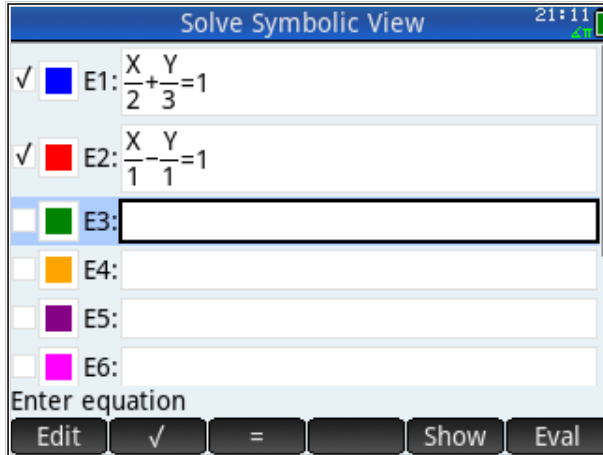 Solve Symbolic View 21:11
∡π
√ E1: X/2+Y/3=1
√ E2: X/1-Y/1=1
E3:
E4:
E5:
E6:
Enter equation
Edit √ = Show Eval